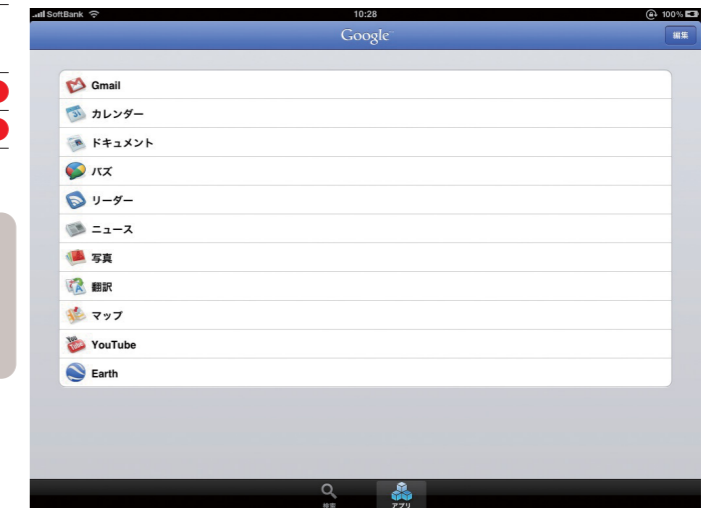 SoftBank 10:28 100%
Google 編集
Gmail
カレンダー
ドキュメント
バズ
リーダー
ニュース
写真
翻訳
マップ
YouTube
Earth
検索 アプリ